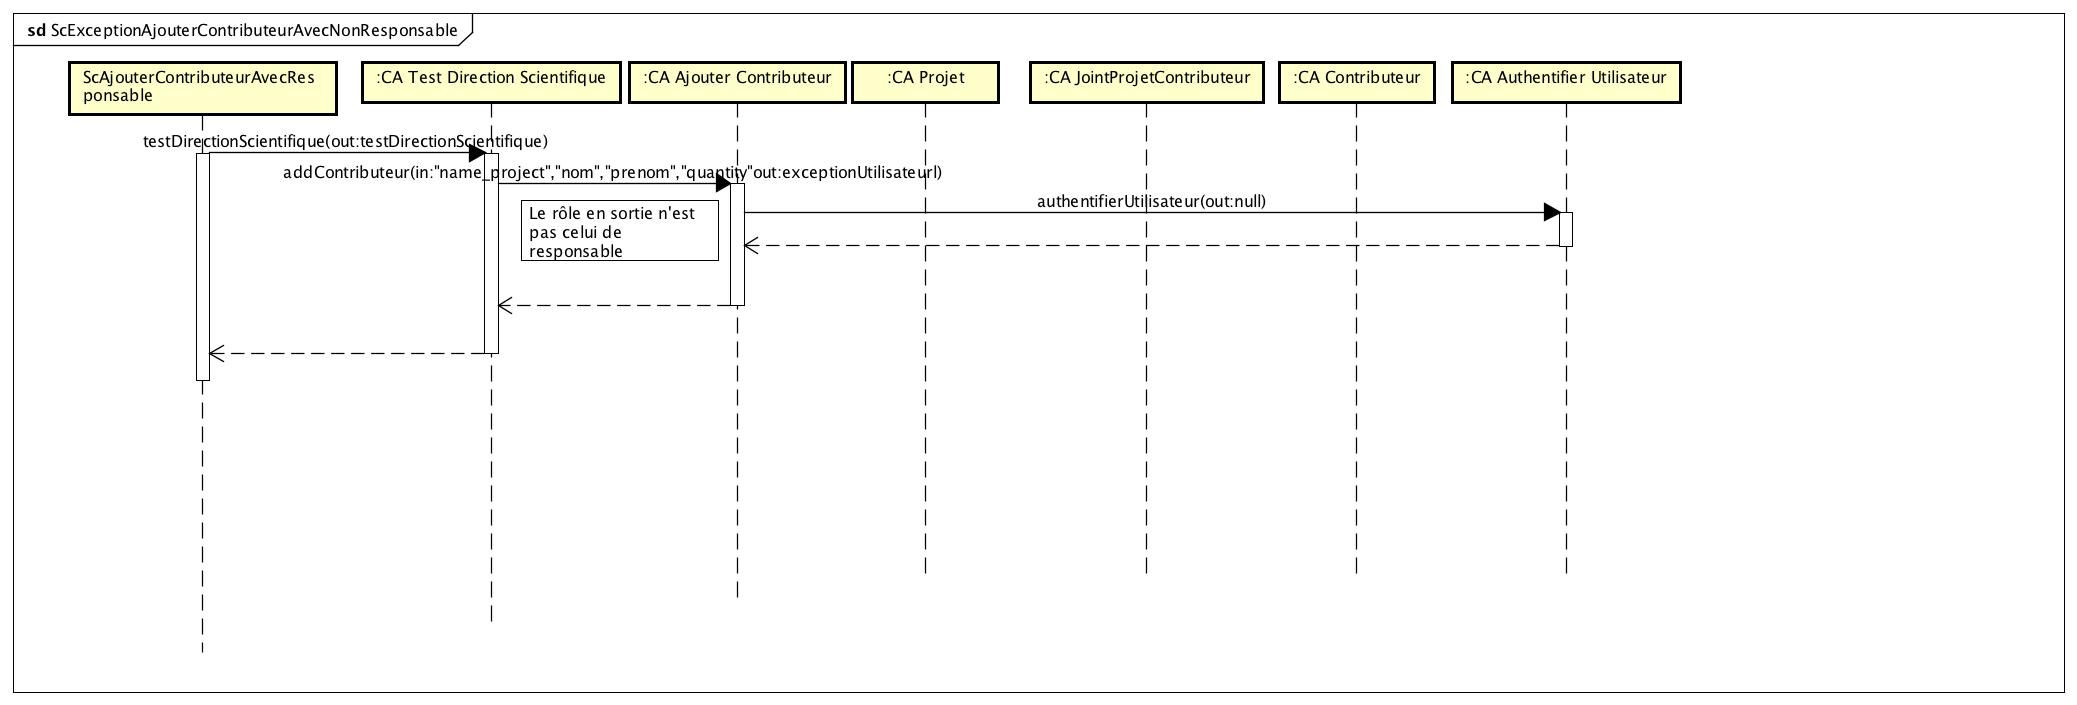 sd ScExceptionAjouterContributeurAvecNonResponsable
ScAjouterContributeurAvecRes
ponsable
:CA Test Direction Scientifique
:CA Ajouter Contributeur
:CA Projet
:CA JointProjetContributeur
:CA Contributeur
:CA Authentifier Utilisateur
testDirectionScientifique(out:testDirectionScientifique)
addContributeur(in:"name_project","nom","prenom","quantity"out:exceptionUtilisateurl)
authentifierUtilisateur(out:null)
Le rôle en sortie n'est
pas celui de
responsable